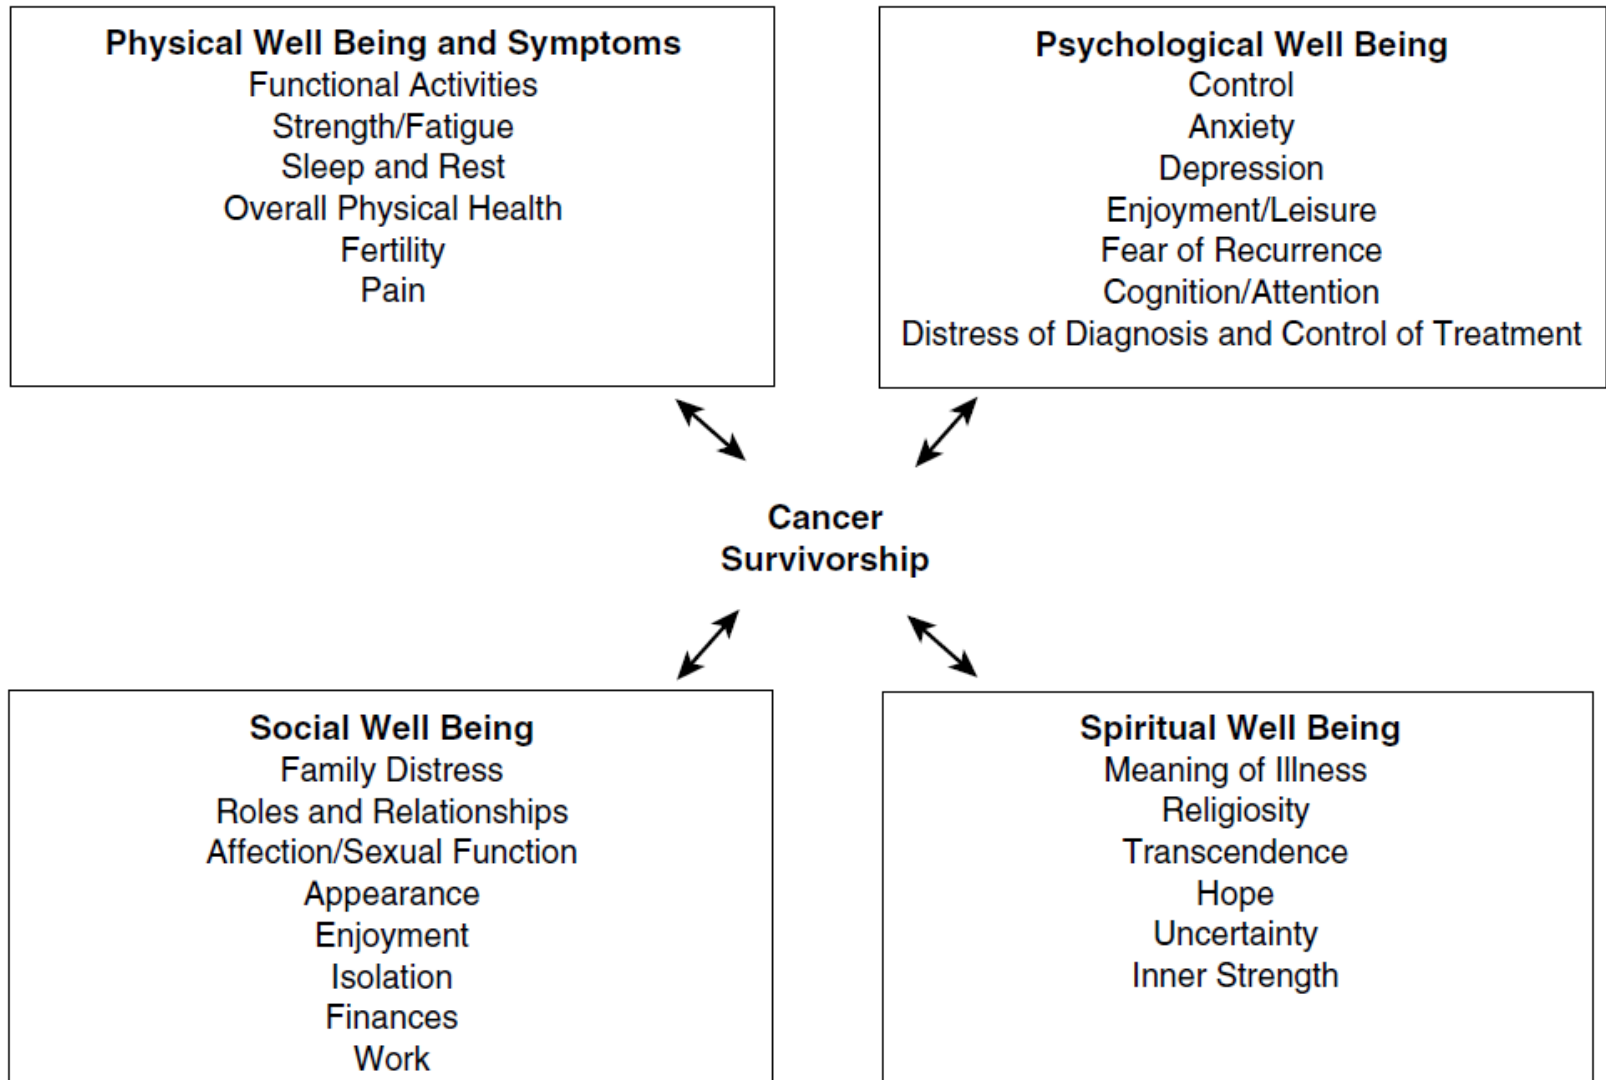 Physical Well Being and Symptoms
Functional Activities
Strength/Fatigue
Sleep and Rest
Overall Physical Health
Fertility
Pain
Psychological Well Being
Control
Anxiety
Depression
Enjoyment/Leisure
Fear of Recurrence
Cognition/Attention
Distress of Diagnosis and Control of Treatment
Cancer
Survivorship
Social Well Being
Family Distress
Roles and Relationships
Affection/Sexual Function
Appearance
Enjoyment
Isolation
Finances
Work
Spiritual Well Being
Meaning of Illness
Religiosity
Transcendence
Hope
Uncertainty
Inner Strength